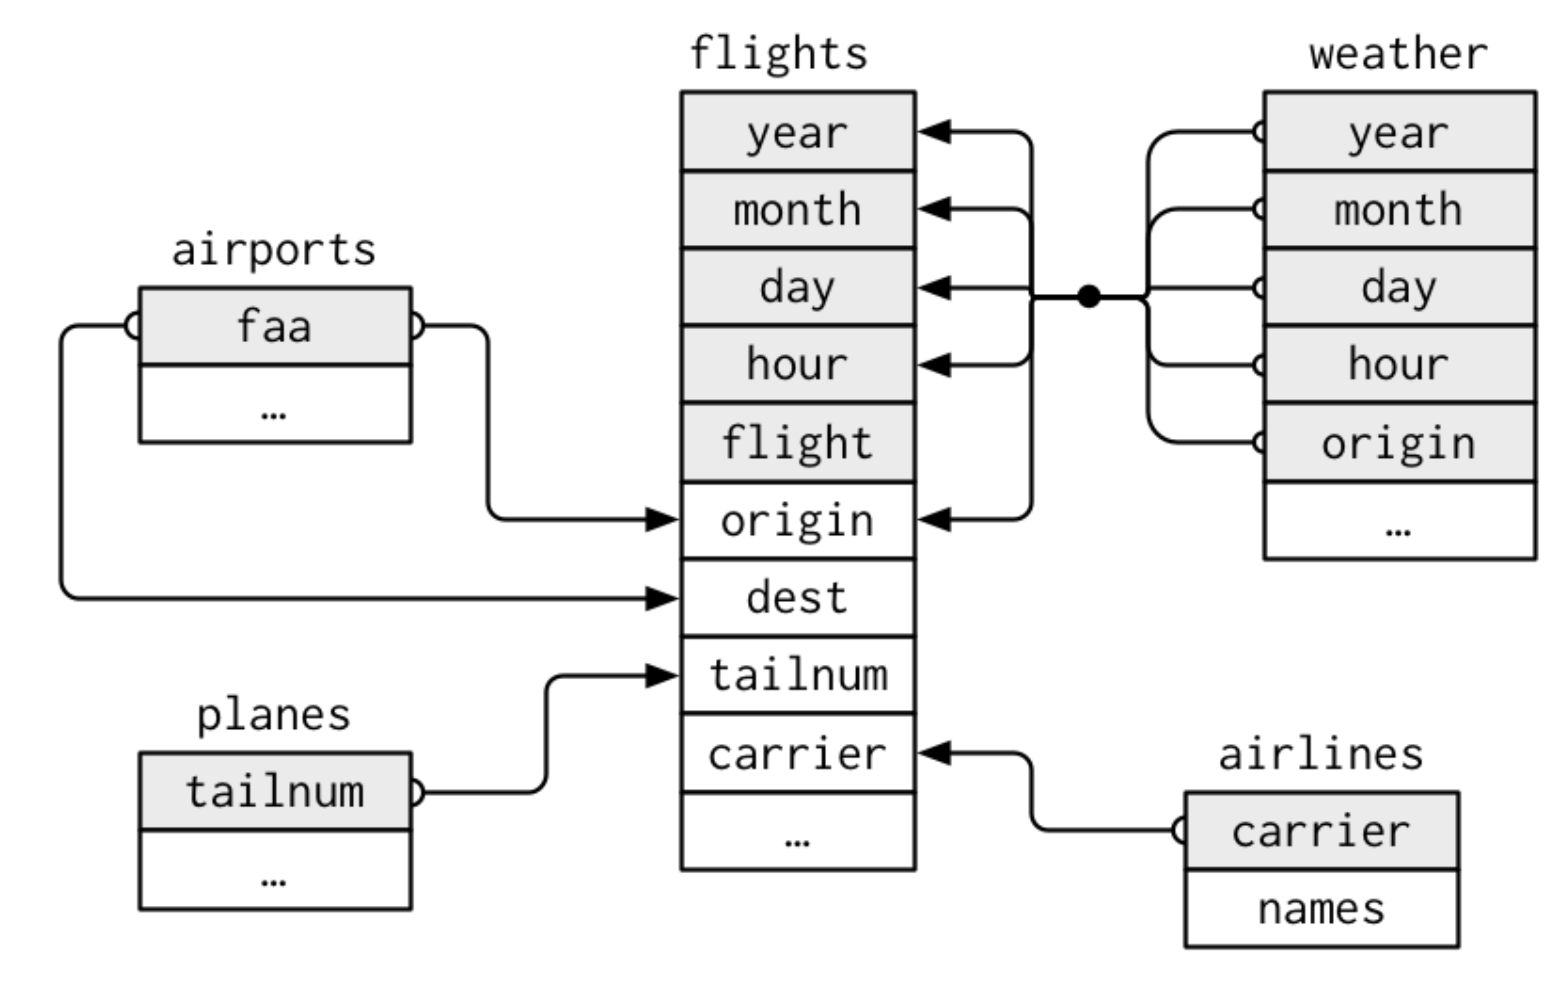 airports
faa
…
planes
tailnum
…
flights
year
month
day
hour
flight
origin
dest
tailnum
carrier
…
weather
year
month
day
hour
origin
…
airlines
carrier
names